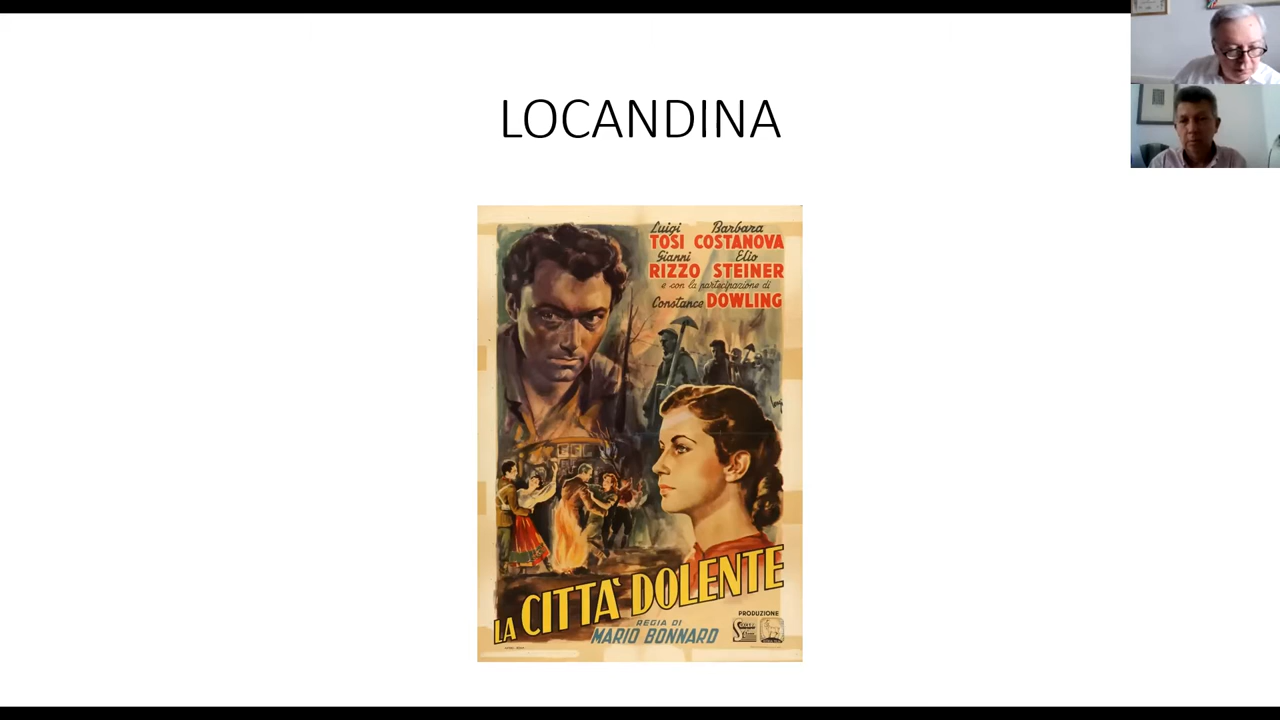 LOCANDINA
Luigi Barbara
TOSI COSTANOVA
Gianni Elio
RIZZO STEINER
e con la partecipazione di
Constance DOWLING
LA CITTA' DOLENTE
REGIA DI
MARIO BONNARD
PRODUZIONE